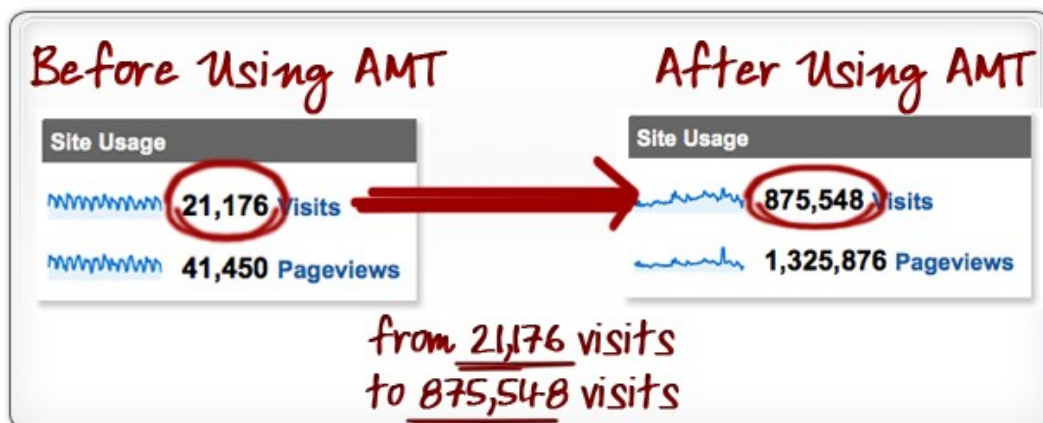 Before Using AMT
After Using AMT
Site Usage
21,176 Visits
41,450 Pageviews
Site Usage
875,548 Visits
1,325,876 Pageviews
from 21,176 visits
to 875,548 visits